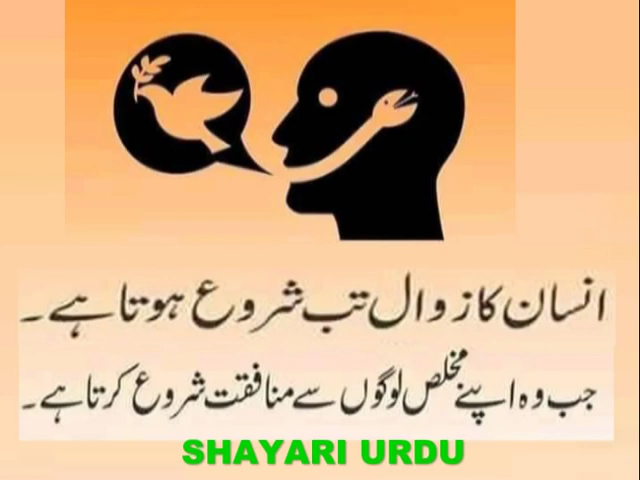 انسان کا زوال تب شروع ہوتا ہے۔
جب وہ اپنے مخلص لوگوں سے منافقت شروع کرتا ہے۔
SHAYARI URDU